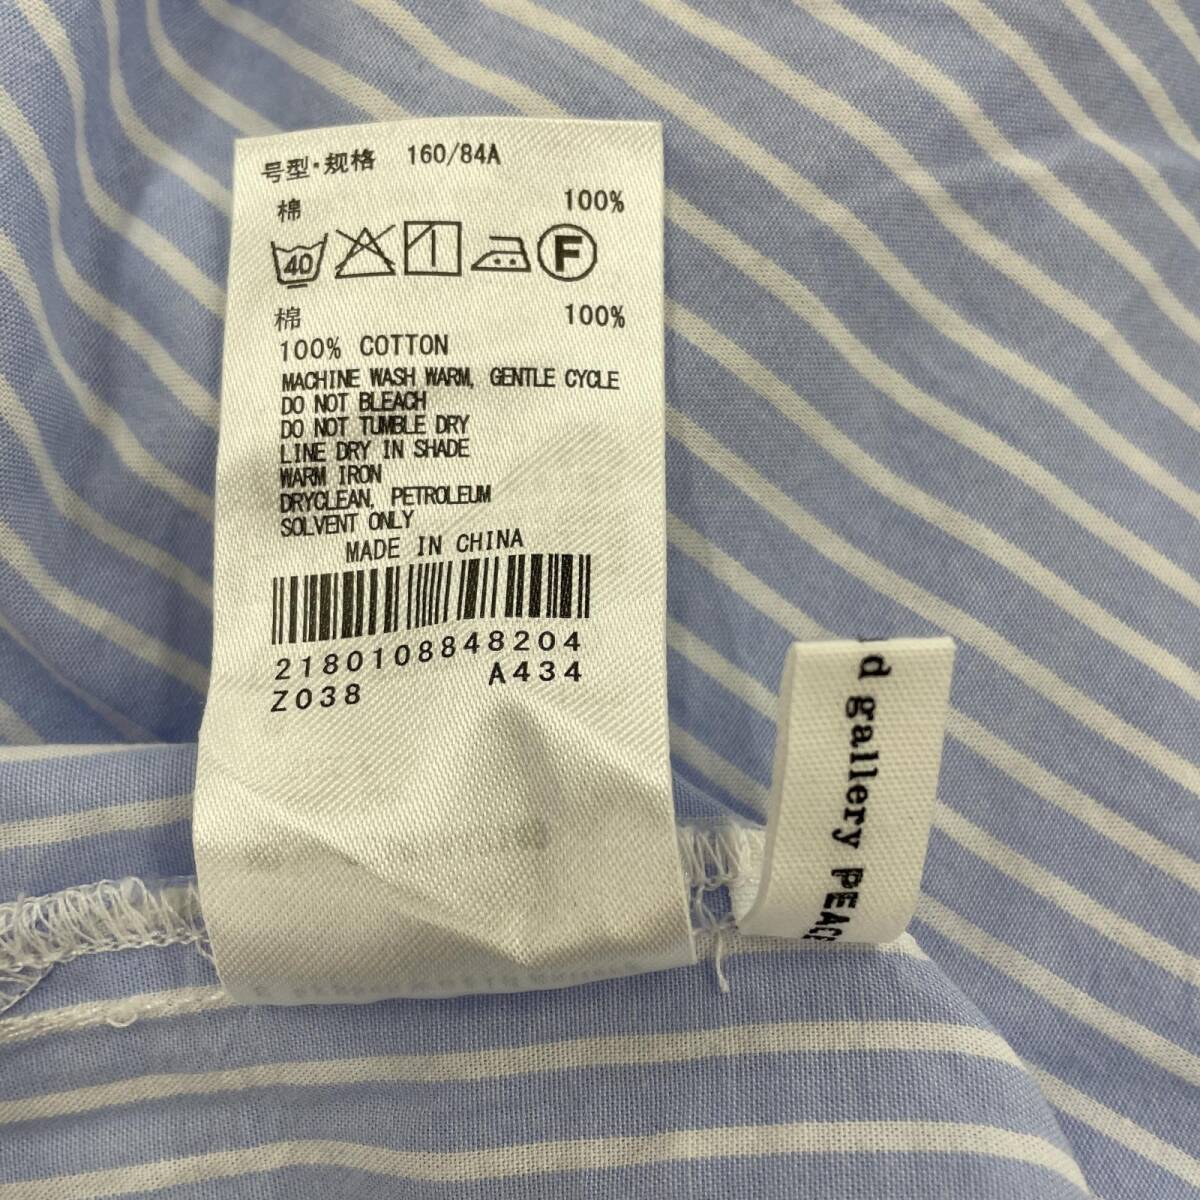 号型・规格 160/84A
棉 100%
40 F
棉 100%
100% COTTON
MACHINE WASH WARM, GENTLE CYCLE
DO NOT BLEACH
DO NOT TUMBLE DRY
LINE DRY IN SHADE
WARM IRON
DRYCLEAN, PETROLEUM
SOLVENT ONLY
MADE IN CHINA
2180108848204
Z038 A434
d gallery PEAC